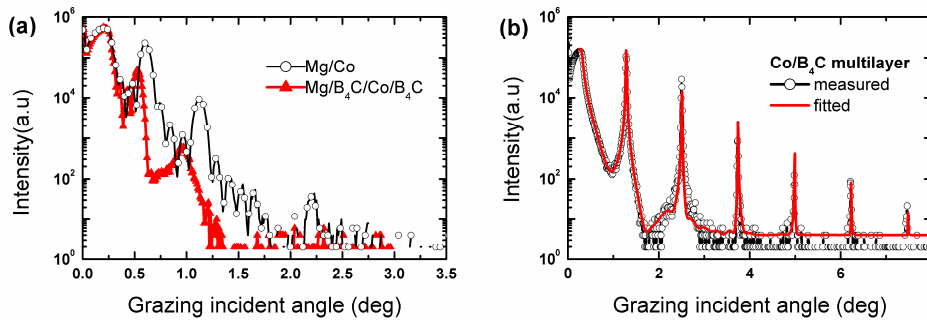 (a)
10^6
10^4
10^2
10^0
Intensity(a.u)
Mg/Co
Mg/B4C/Co/B4C
0.0 0.5 1.0 1.5 2.0 2.5 3.0 3.5
Grazing incident angle (deg)
(b)
10^6
10^4
10^2
10^0
Intensity(a.u)
Co/B4C multilayer
measured
fitted
0 2 4 6
Grazing incident angle (deg)